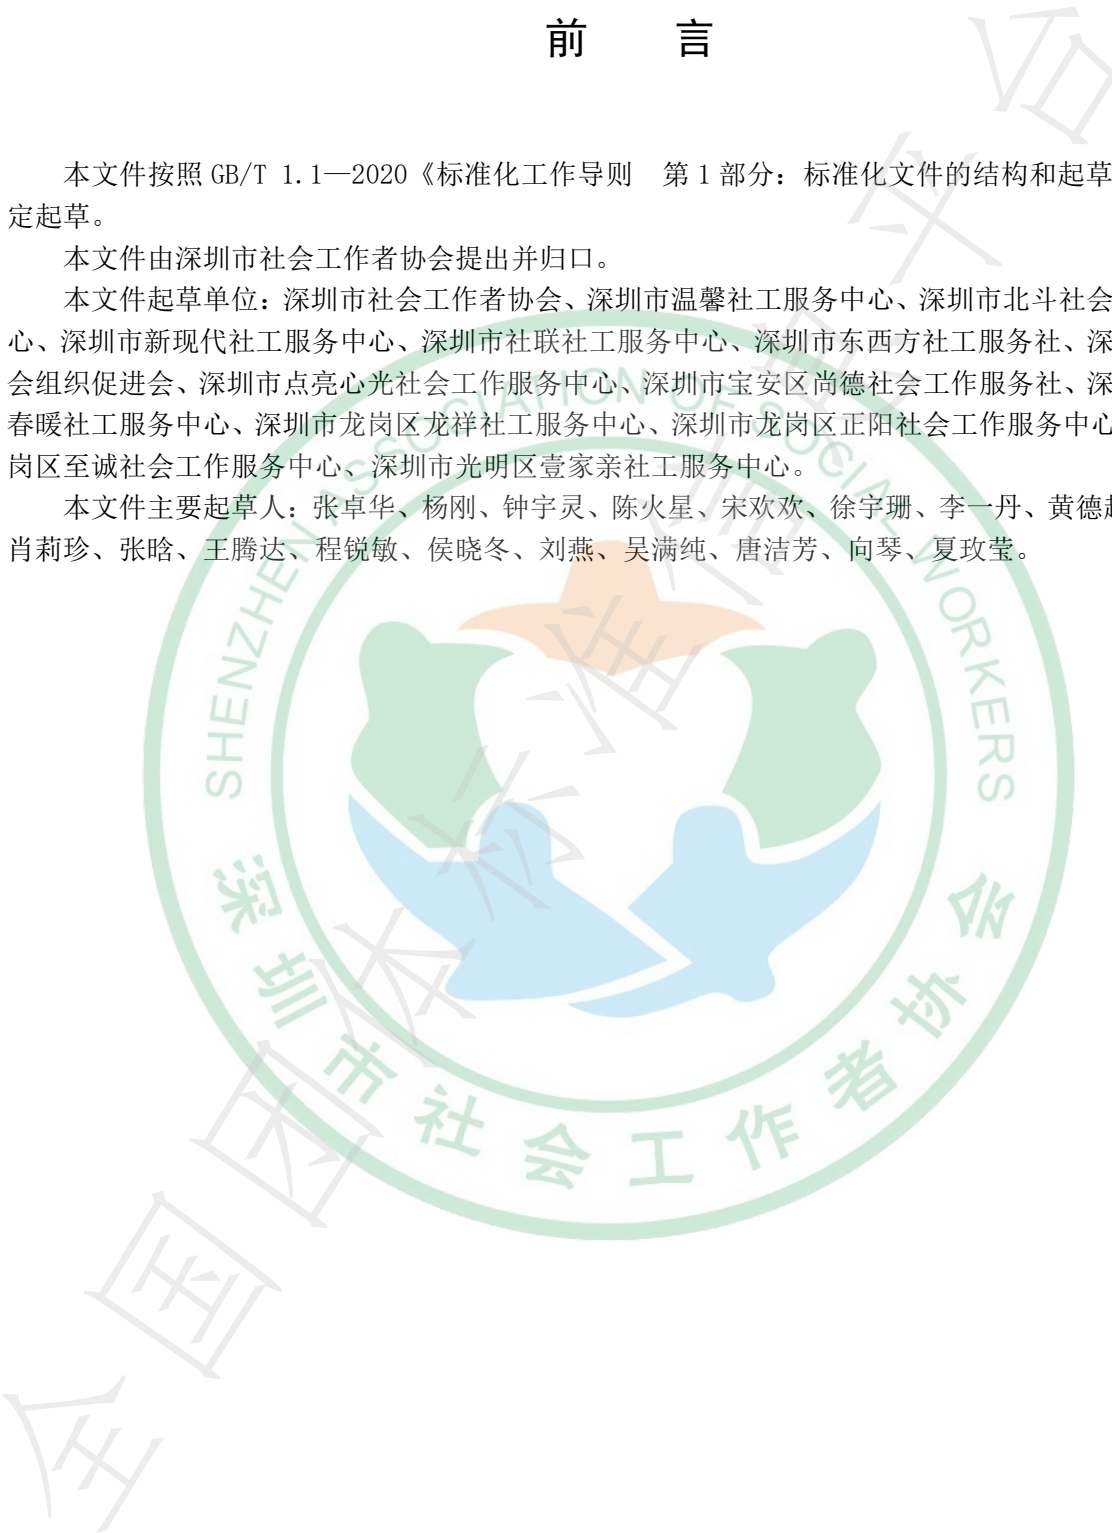 前 言
本文件按照 GB/T 1.1—2020《标准化工作导则 第 1 部分：标准化文件的结构和起草
定起草。
本文件由深圳市社会工作者协会提出并归口。
本文件起草单位：深圳市社会工作者协会、深圳市温馨社工服务中心、深圳市北斗社会
心、深圳市新现代社工服务中心、深圳市社联社工服务中心、深圳市东西方社工服务社、深
会组织促进会、深圳市点亮心光社会工作服务中心、深圳市宝安区尚德社会工作服务社、深
春暖社工服务中心、深圳市龙岗区龙祥社工服务中心、深圳市龙岗区正阳社会工作服务中心
岗区至诚社会工作服务中心、深圳市光明区壹家亲社工服务中心。
本文件主要起草人：张卓华、杨刚、钟宇灵、陈火星、宋欢欢、徐宇珊、李一丹、黄德
肖莉珍、张晗、王腾达、程锐敏、侯晓冬、刘燕、吴满纯、唐洁芳、向琴、夏玫莹。
SHENZHEN ASSOCIATION OF SOCIAL WORKERS
深圳市社会工作者协会
全国团体标准信息平台